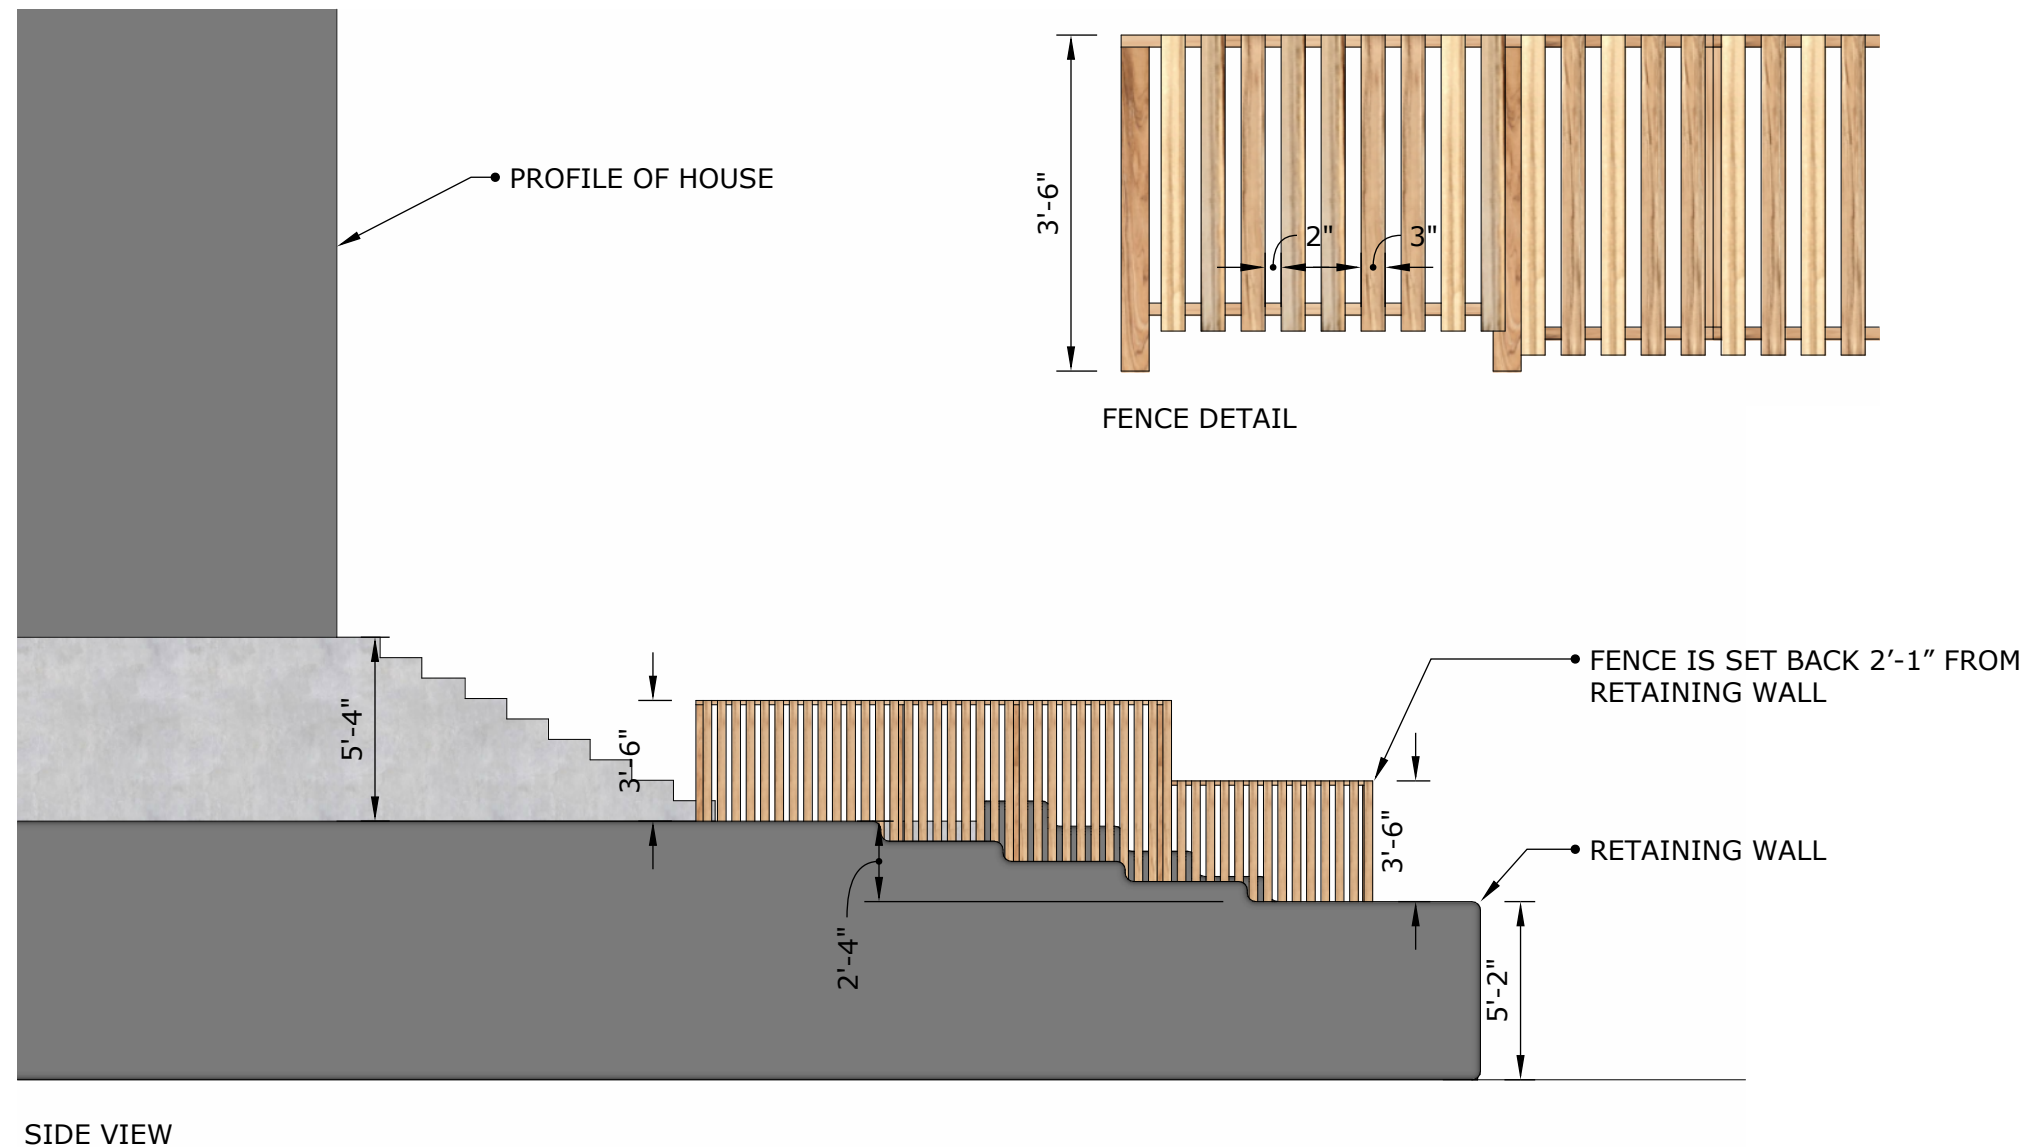 PROFILE OF HOUSE
3'-6"
2"
3"
FENCE DETAIL
5'-4"
3'-6"
FENCE IS SET BACK 2’-1” FROM
RETAINING WALL
3'-6"
RETAINING WALL
2'-4"
5'-2"
SIDE VIEW